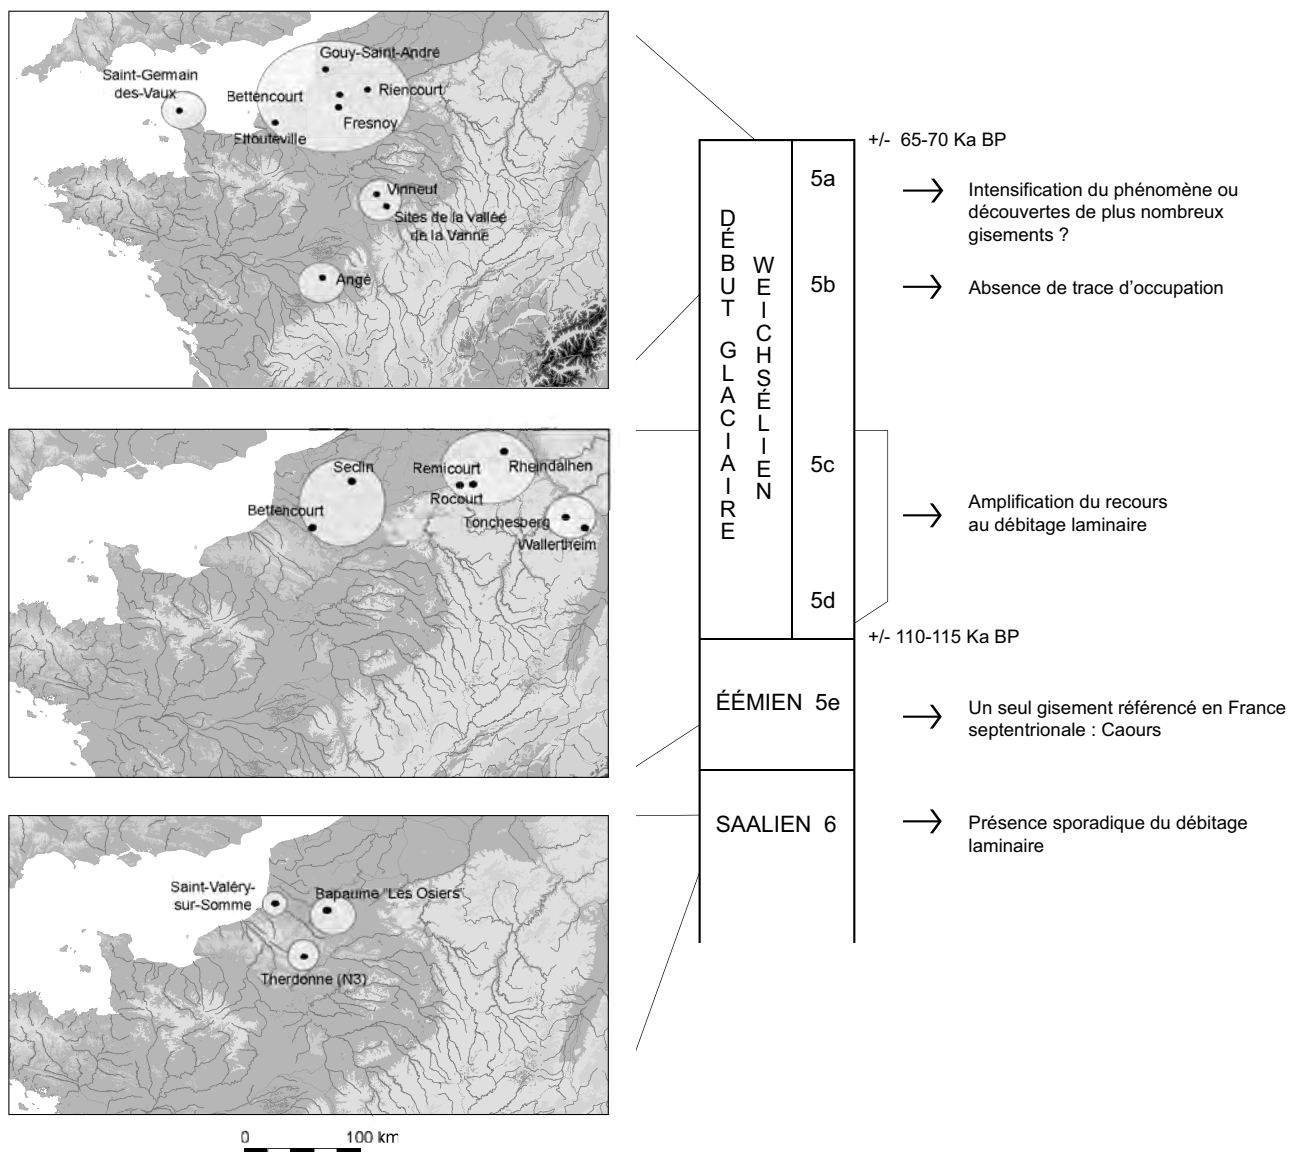 Gouy-Saint-André
Saint-Germain
des-Vaux
Bettencourt
Riencourt
Fresnoy
Ettouteville
Vinneuf
Sites de la vallée
de la Vanne
Angé
Seclin
Remicourt
Rheindalhen
Rocourt
Bettencourt
Tonchesberg
Wallertheim
Saint-Valéry-
sur-Somme
Bapaume "Les Osiers"
Therdonne (N3)
0 100 km
DÉBUT GLACIAIRE
WEICHSÉLIEN
+/- 65-70 Ka BP
5a
Intensification du phénomène ou
découvertes de plus nombreux
gisements ?
5b
Absence de trace d'occupation
5c
Amplification du recours
au débitage laminaire
5d
+/- 110-115 Ka BP
ÉÉMIEN 5e
Un seul gisement référencé en France
septentrionale : Caours
SAALIEN 6
Présence sporadique du débitage
laminaire